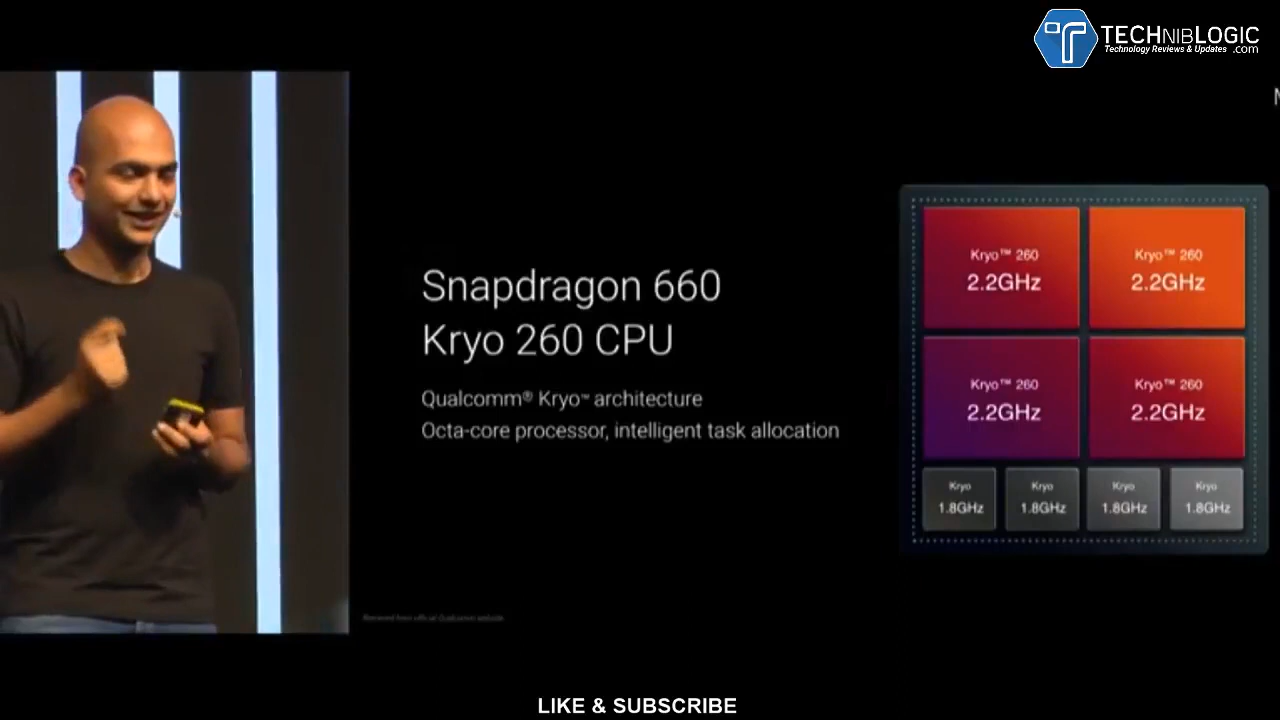 TECHNIBLOGIC
Technology Reviews & Updates .com
Snapdragon 660
Kryo 260 CPU
Qualcomm® Kryo™ architecture
Octa-core processor, intelligent task allocation
Kryo™ 260
2.2GHz
Kryo™ 260
2.2GHz
Kryo™ 260
2.2GHz
Kryo™ 260
2.2GHz
Kryo
1.8GHz
Kryo
1.8GHz
Kryo
1.8GHz
Kryo
1.8GHz
LIKE & SUBSCRIBE